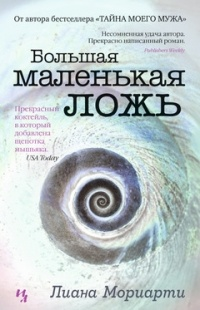 От автора бестселлера «ТАЙНА МОЕГО МУЖА»
Несомненная удача автора.
Прекрасно написанный роман.
Publishers Weekly
Большая
маленькая
ложь
Прекрасный
коктейль,
в который
добавлена
щепотка
мышьяка.
USA Today
Лиана Мориарти